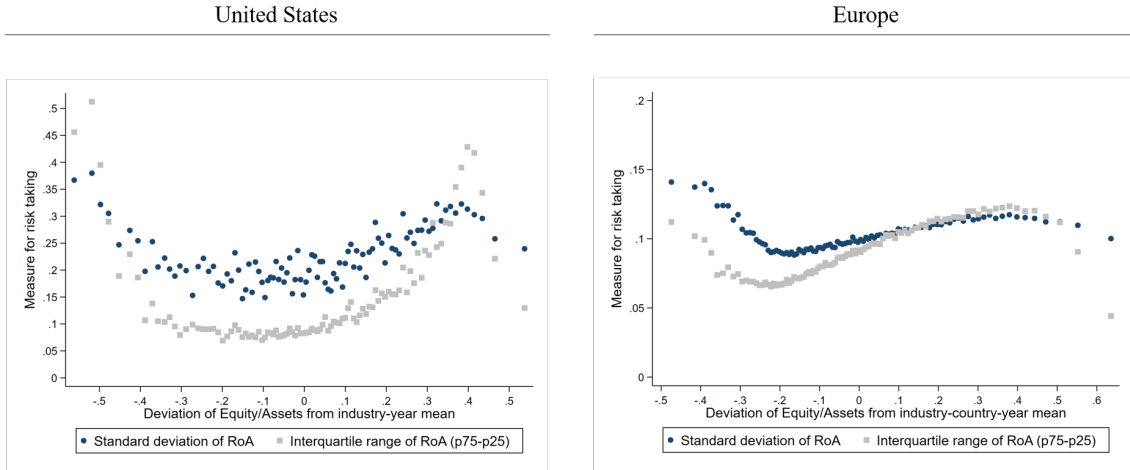 United States
Europe
Measure for risk taking
.5
.45
.4
.35
.3
.25
.2
.15
.1
.05
0
-.5 -.4 -.3 -.2 -.1 0 .1 .2 .3 .4 .5
Deviation of Equity/Assets from industry-year mean
Standard deviation of RoA Interquartile range of RoA (p75-p25)
Measure for risk taking
.2
.15
.1
.05
0
-.5 -.4 -.3 -.2 -.1 0 .1 .2 .3 .4 .5 .6
Deviation of Equity/Assets from industry-country-year mean
Standard deviation of RoA Interquartile range of RoA (p75-p25)